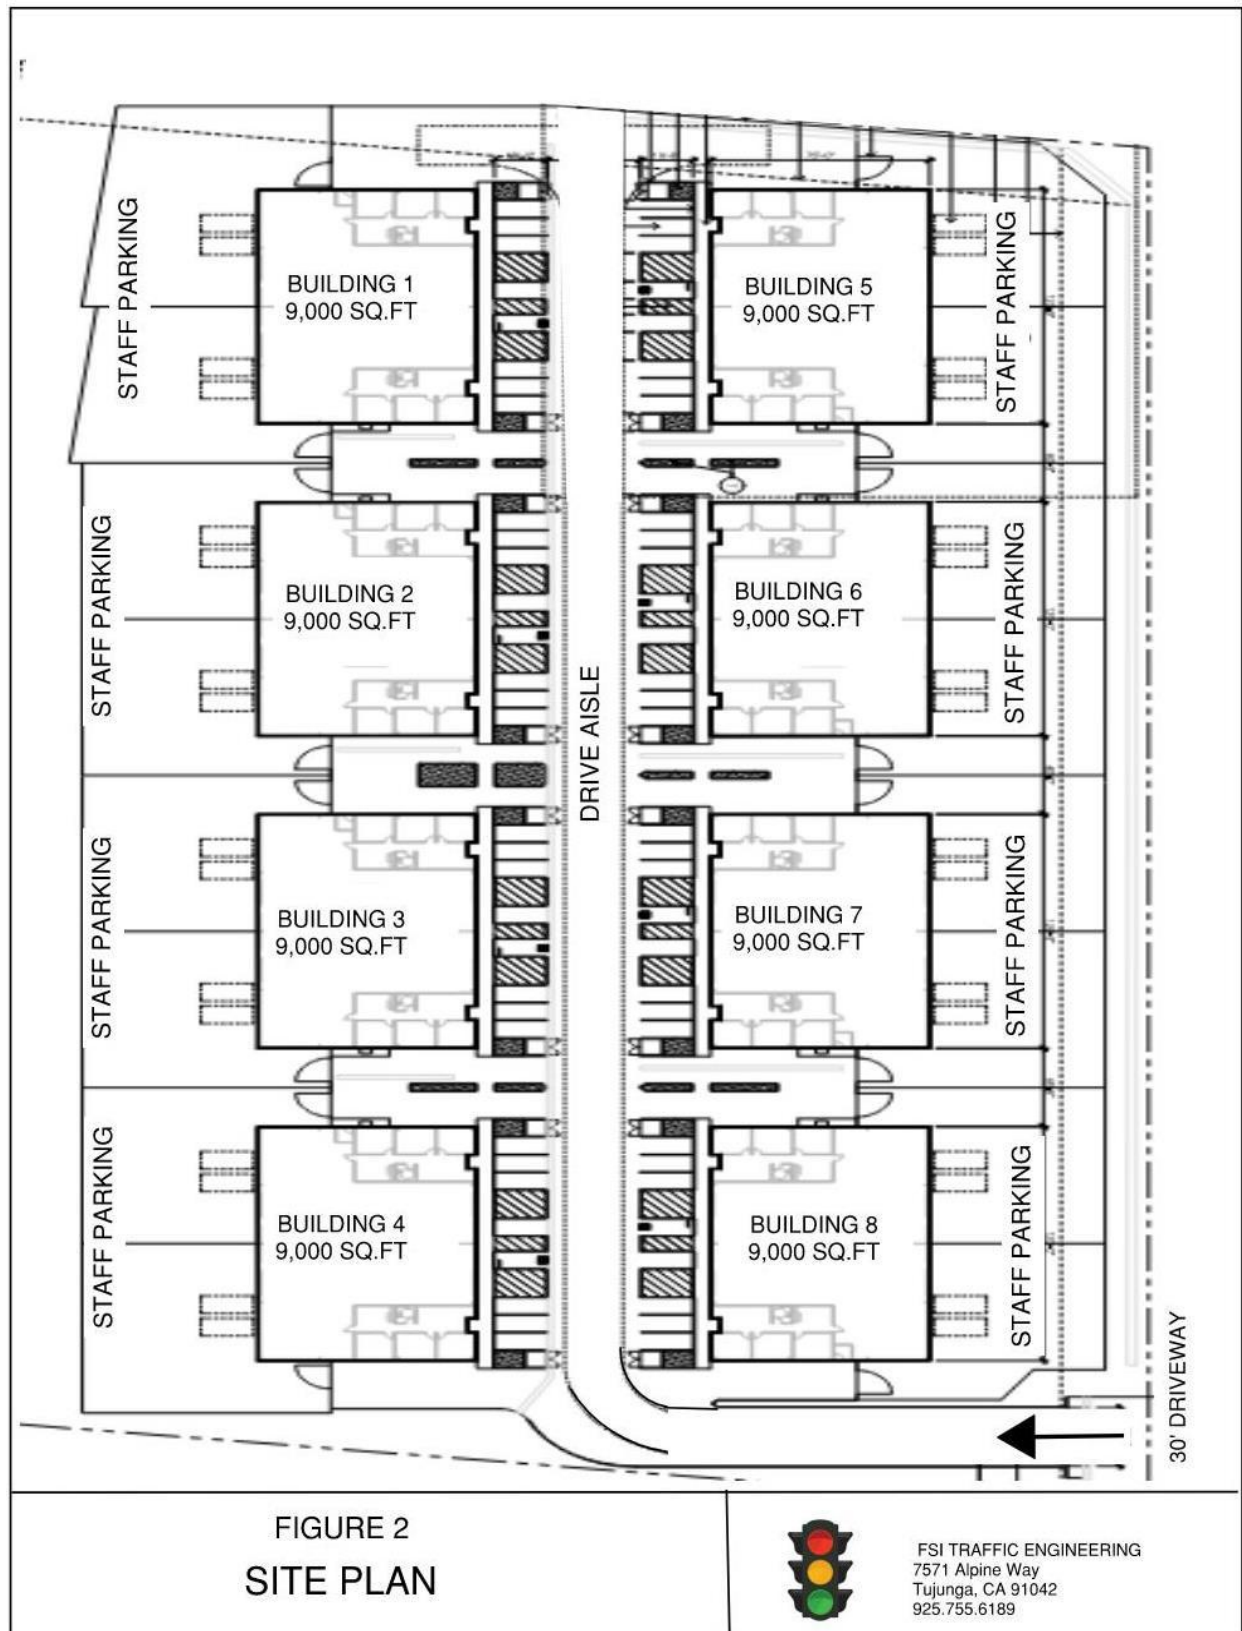 STAFF PARKING
BUILDING 1
9,000 SQ.FT
BUILDING 5
9,000 SQ.FT
STAFF PARKING
STAFF PARKING
BUILDING 2
9,000 SQ.FT
BUILDING 6
9,000 SQ.FT
STAFF PARKING
DRIVE AISLE
STAFF PARKING
BUILDING 3
9,000 SQ.FT
BUILDING 7
9,000 SQ.FT
STAFF PARKING
STAFF PARKING
BUILDING 4
9,000 SQ.FT
BUILDING 8
9,000 SQ.FT
STAFF PARKING
30' DRIVEWAY
FIGURE 2
SITE PLAN
FSI TRAFFIC ENGINEERING
7571 Alpine Way
Tujunga, CA 91042
925.755.6189